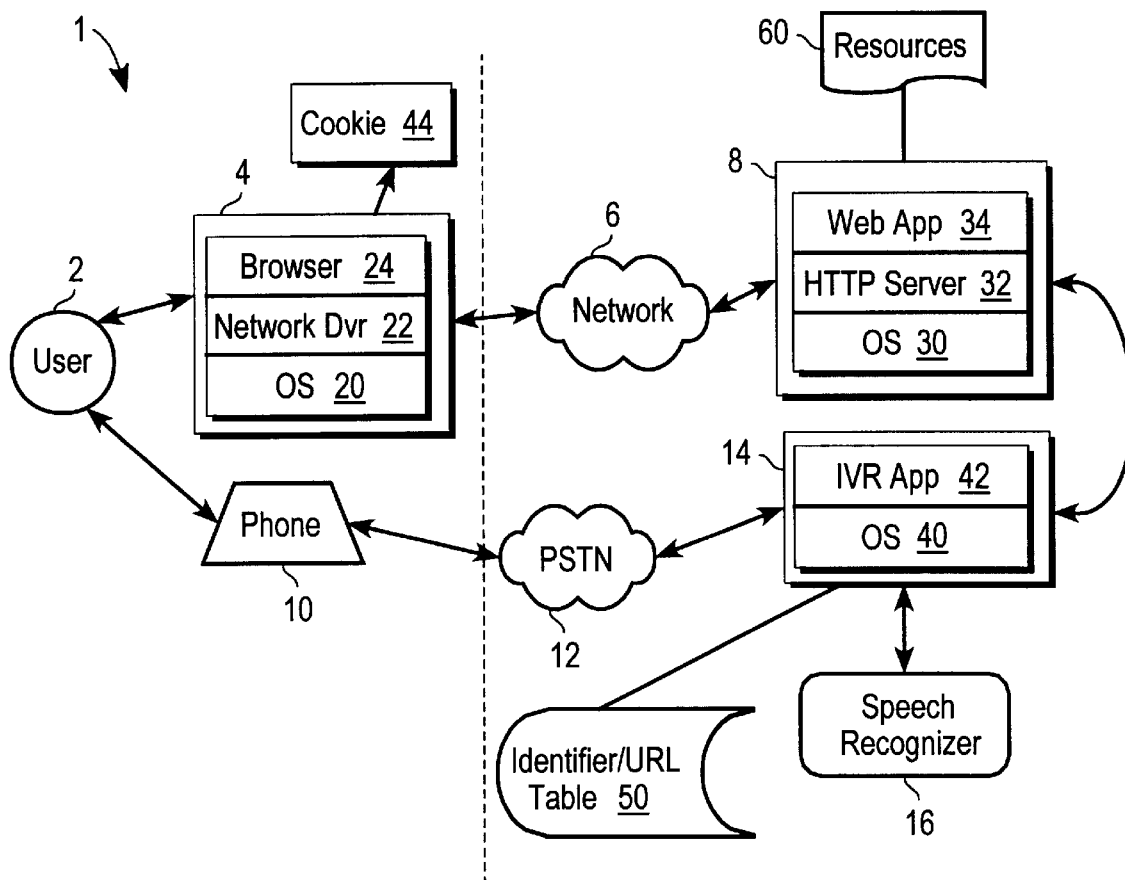 1
60
Resources
Cookie 44
4
8
6
Web App 34
Browser 24
2
HTTP Server 32
Network
Network Dvr 22
User
OS 30
OS 20
14
IVR App 42
Phone
PSTN
OS 40
10
12
Speech
Recognizer
Identifier/URL
Table 50
16